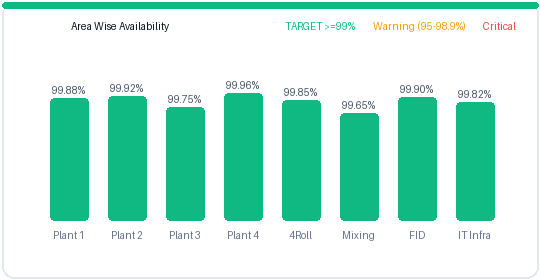 Area Wise Availability TARGET >=99% Warning (95-98.9%) Critical
99.88% 99.92% 99.75% 99.96% 99.85% 99.65% 99.90% 99.82%
Plant 1 Plant 2 Plant 3 Plant 4 4Roll Mixing FID IT Infra